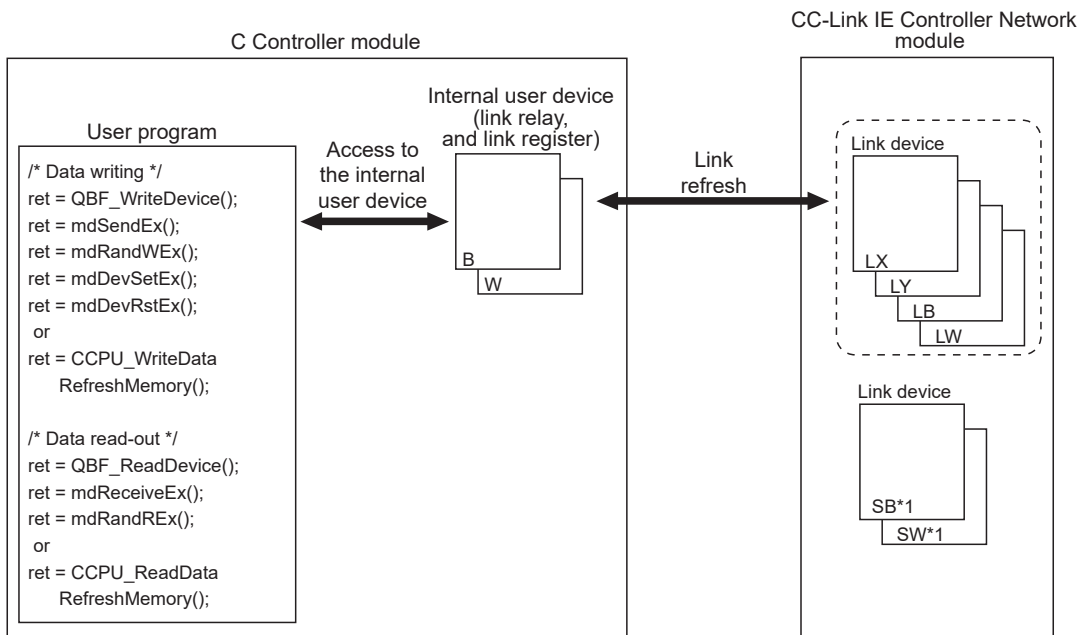 C Controller module
User program
/* Data writing */
ret = QBF_WriteDevice();
ret = mdSendEx();
ret = mdRandWEx();
ret = mdDevSetEx();
ret = mdDevRstEx();
or
ret = CCPU_WriteData
RefreshMemory();
/* Data read-out */
ret = QBF_ReadDevice();
ret = mdReceiveEx();
ret = mdRandREx();
or
ret = CCPU_ReadData
RefreshMemory();
Access to
the internal
user device
Internal user device
(link relay,
and link register)
B
W
Link
refresh
CC-Link IE Controller Network
module
Link device
LX
LY
LB
LW
Link device
SB*1
SW*1